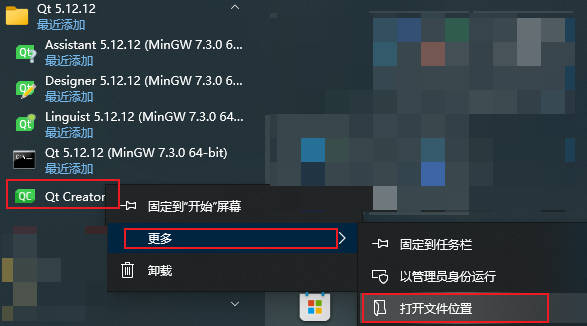 Qt 5.12.12
最近添加
Assistant 5.12.12 (MinGW 7.3.0 6...
最近添加
Designer 5.12.12 (MinGW 7.3.0 6...
最近添加
Linguist 5.12.12 (MinGW 7.3.0 64...
最近添加
Qt 5.12.12 (MinGW 7.3.0 64-bit)
最近添加
Qt Creator
固定到"开始"屏幕
更多
卸载
固定到任务栏
以管理员身份运行
打开文件位置